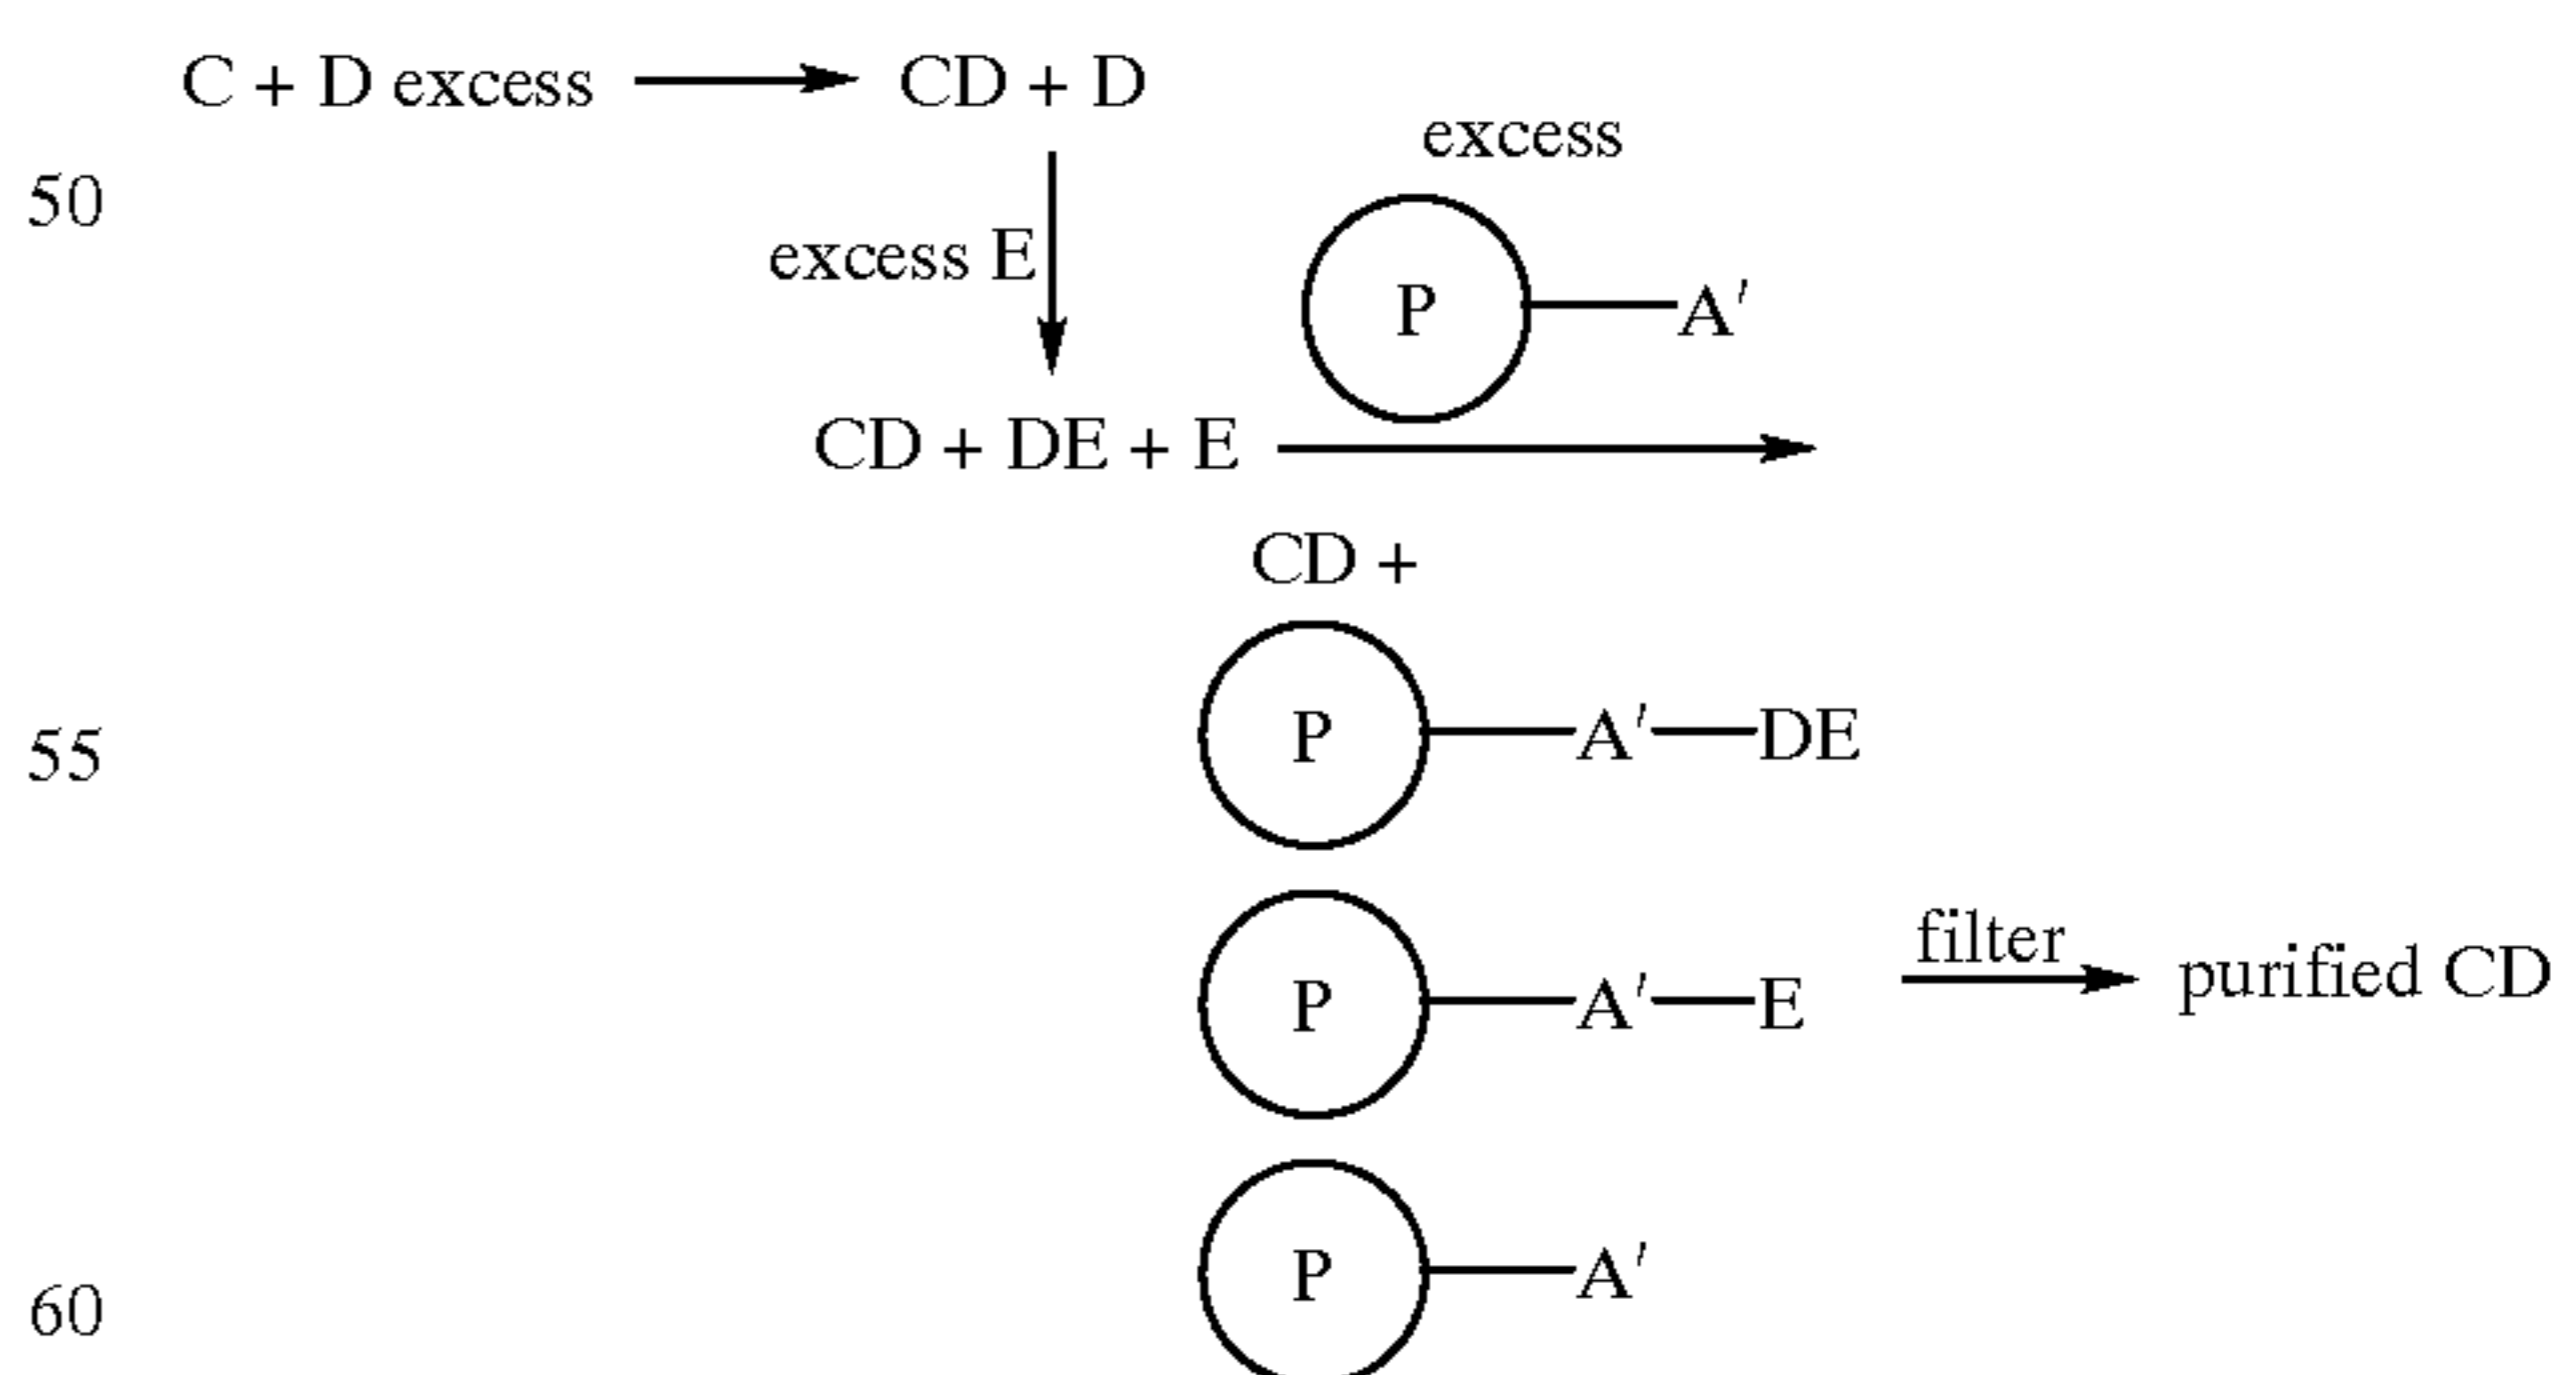 C + D excess → CD + D
excess
50
excess E
P—A′
CD + DE + E →
CD +
P—A′—DE
55
P—A′—E
filter
→ purified CD
P—A′
60